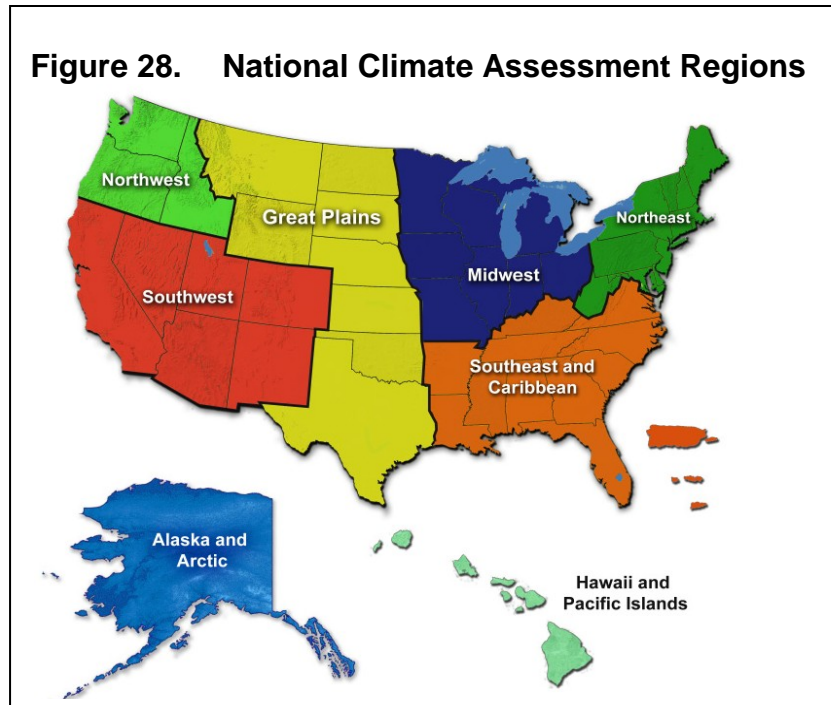 Figure 28. National Climate Assessment Regions
Northwest
Great Plains
Northeast
Midwest
Southwest
Southeast and
Caribbean
Alaska and
Arctic
Hawaii and
Pacific Islands